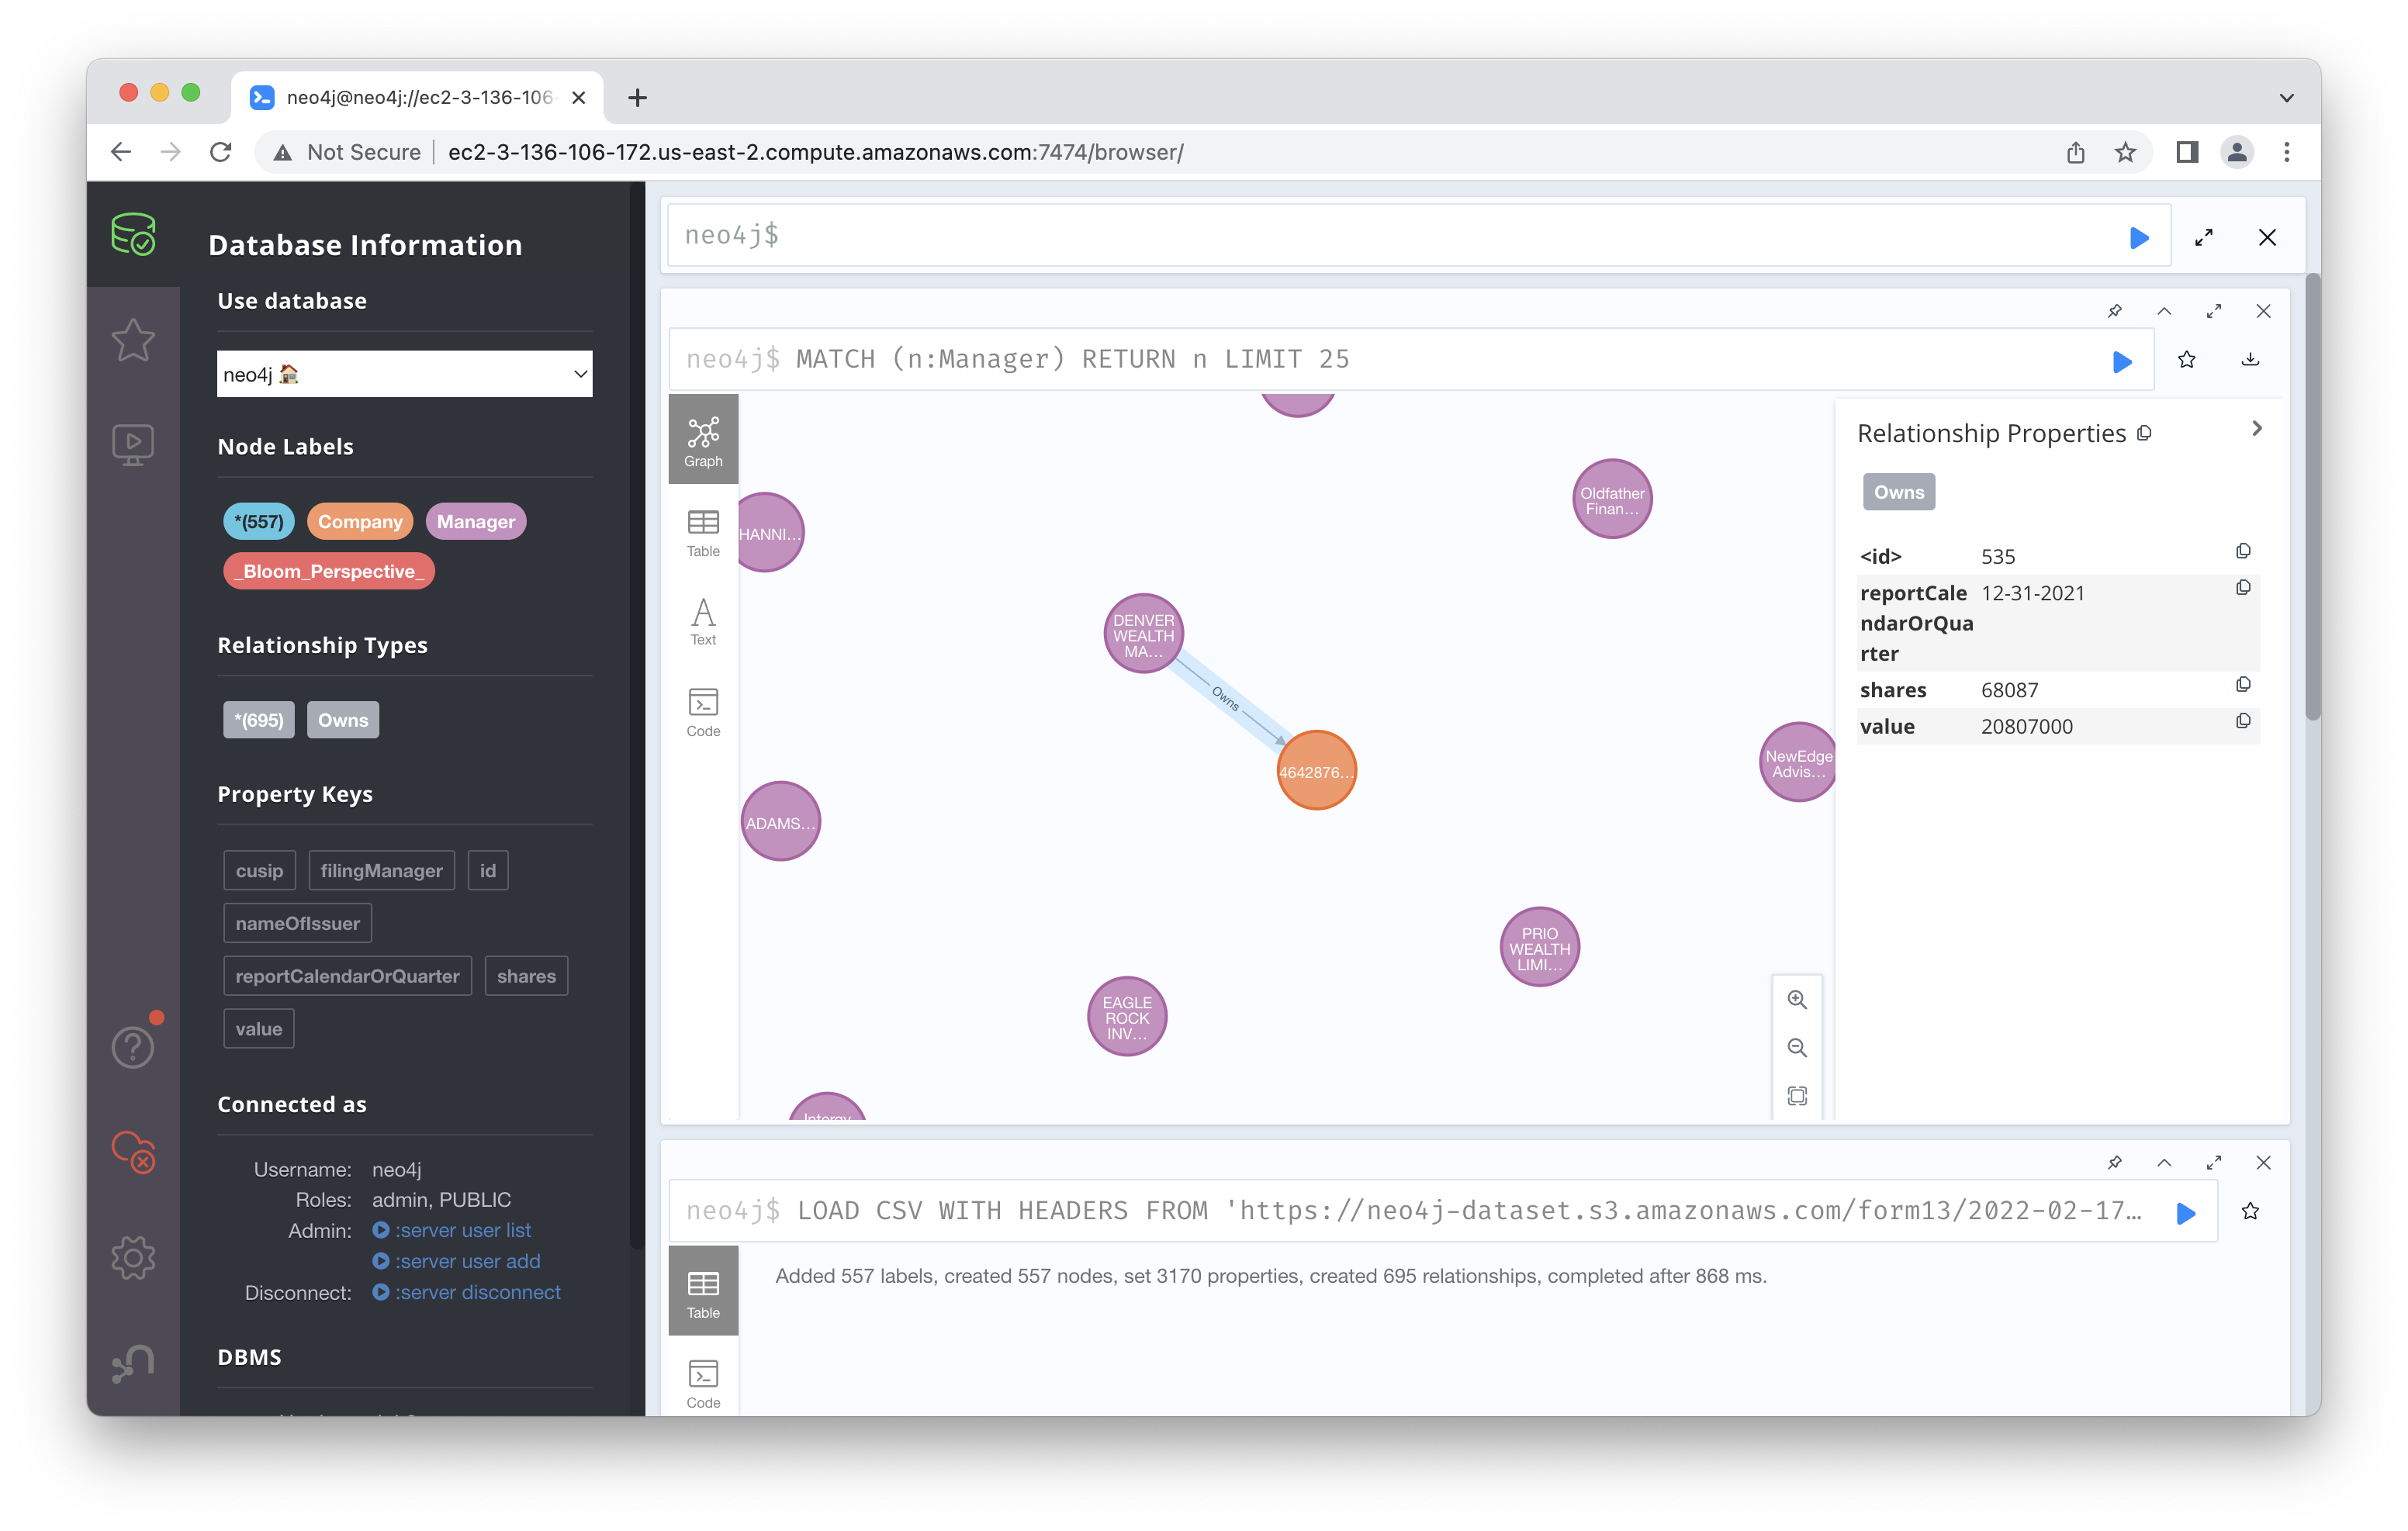 neo4j@neo4j://ec2-3-136-106-
Not Secure
ec2-3-136-106-172.us-east-2.compute.amazonaws.com:7474/browser/
Database Information
Use database
neo4j
Node Labels
*(557) Company Manager
_Bloom_Perspective_
Relationship Types
*(695) Owns
Property Keys
cusip filingManager id
nameOfIssuer
reportCalendarOrQuarter shares
value
Connected as
Username: neo4j
Roles: admin, PUBLIC
Admin: :server user list
:server user add
Disconnect: :server disconnect
DBMS
neo4j$
neo4j$ MATCH (n:Manager) RETURN n LIMIT 25
Graph
Table
Text
Code
HANNI...
Oldfather
Finan...
DENVER
WEALTH
MA...
Owns
4642876...
NewEdge
Advis...
ADAMS...
PRIO
WEALTH
LIMI...
EAGLE
ROCK
INV...
Relationship Properties
Owns
<id> 535
reportCale
ndarOrQua
rter
12-31-2021
shares 68087
value 20807000
neo4j$ LOAD CSV WITH HEADERS FROM 'https://neo4j-dataset.s3.amazonaws.com/form13/2022-02-17...
Table
Code
Added 557 labels, created 557 nodes, set 3170 properties, created 695 relationships, completed after 868 ms.